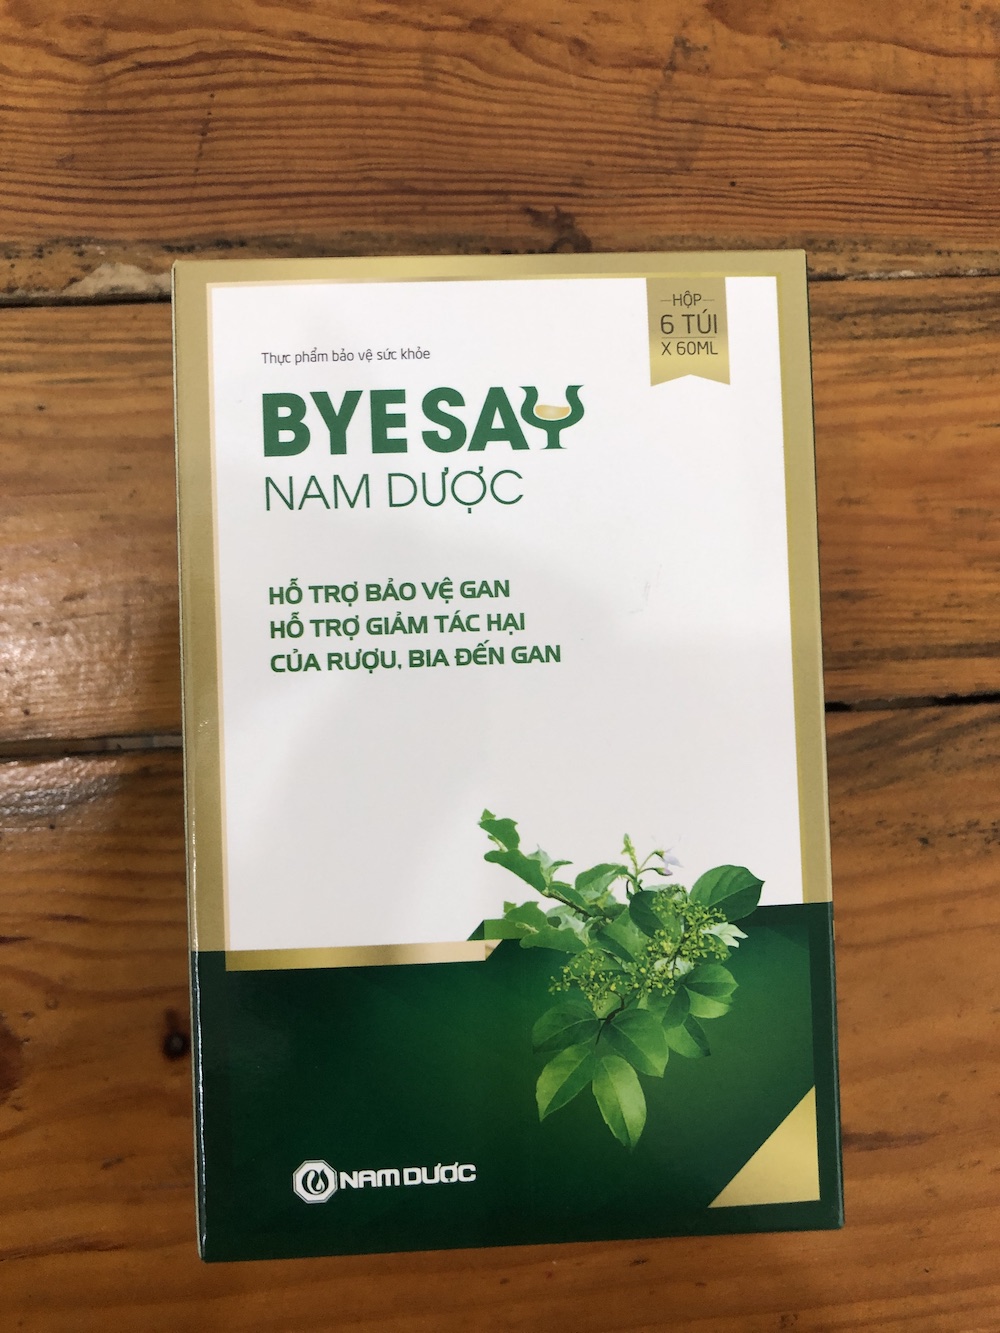 HỘP
6 TÚI
X 60ML
Thực phẩm bảo vệ sức khỏe
BYE SAY
NAM DƯỢC
HỖ TRỢ BẢO VỆ GAN
HỖ TRỢ GIẢM TÁC HẠI
CỦA RƯỢU, BIA ĐẾN GAN
NAM DƯỢC